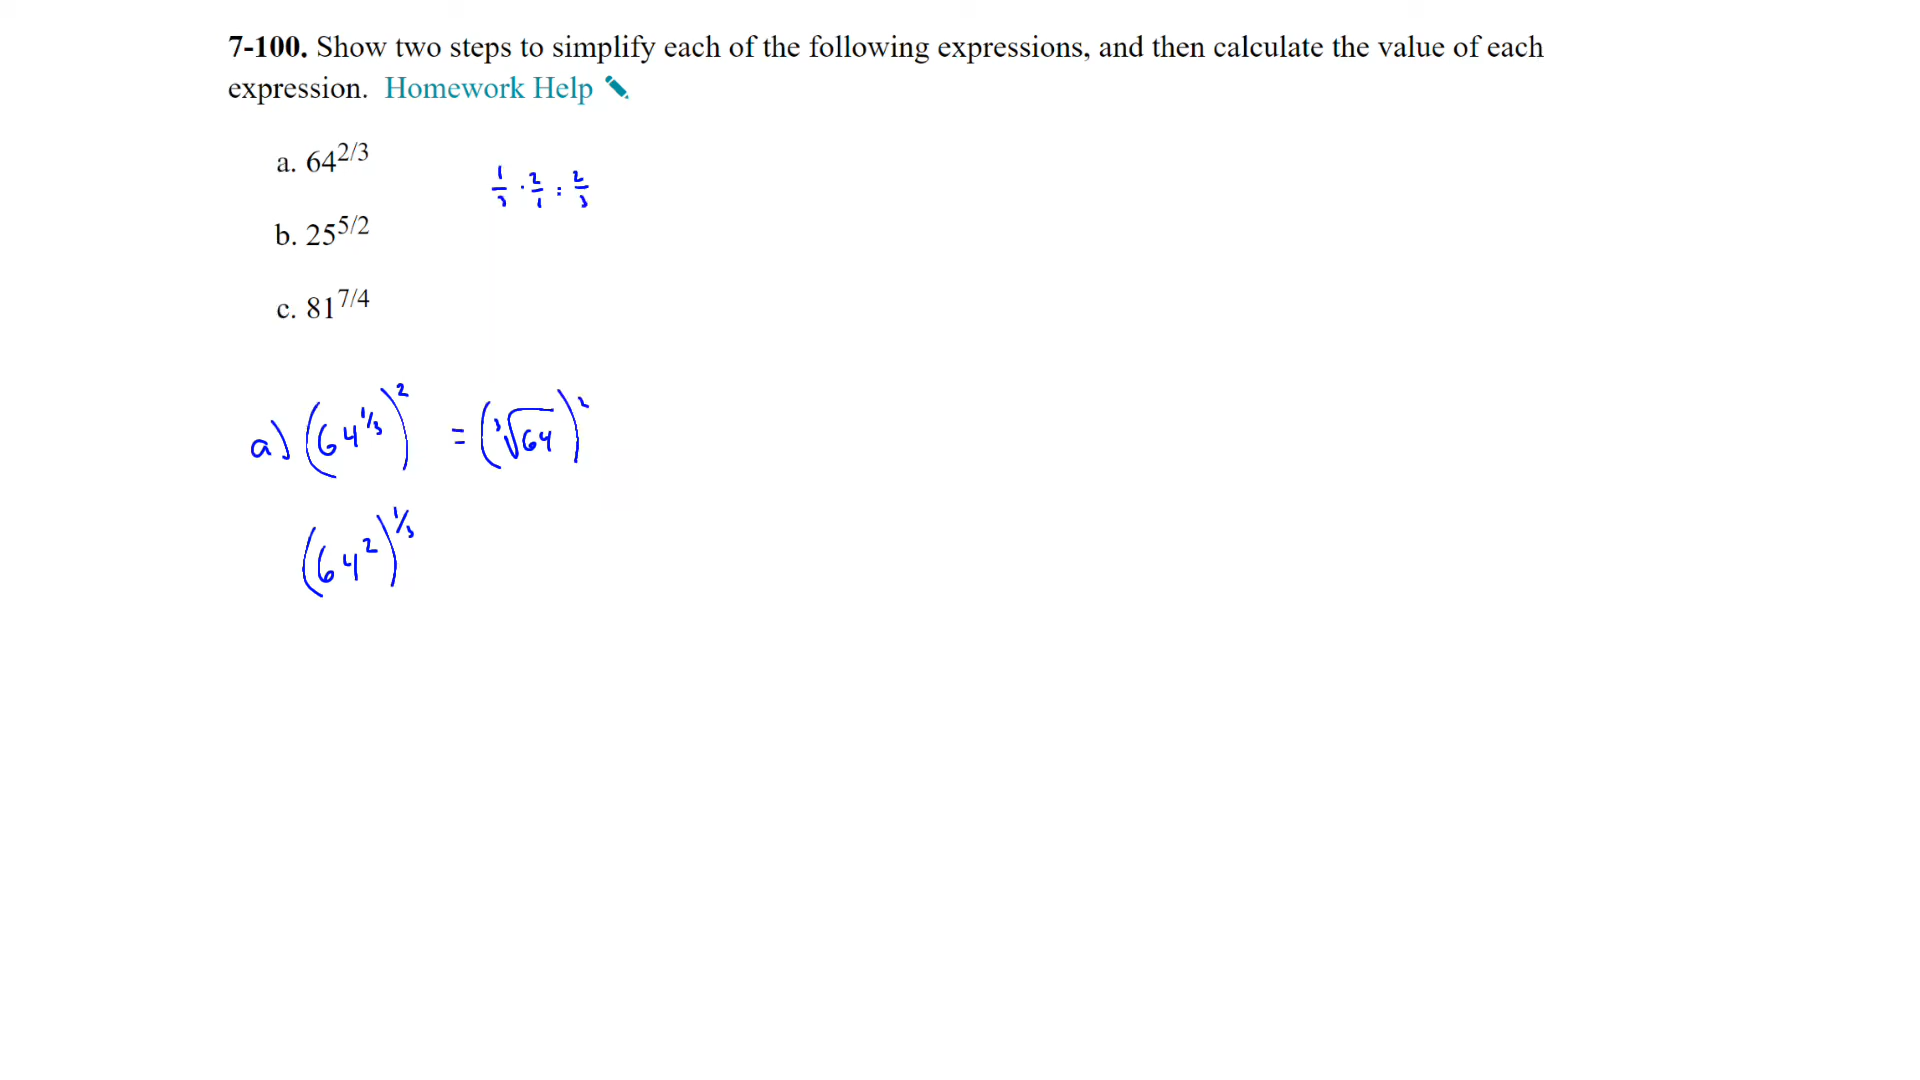 7-100. Show two steps to simplify each of the following expressions, and then calculate the value of each
expression. Homework Help
a. 64^{2/3}
1/3 · 2/1 = 2/3
b. 25^{5/2}
c. 81^{7/4}
a) (64^{1/3})^2 = (∛64)^2
(64^2)^{1/3}